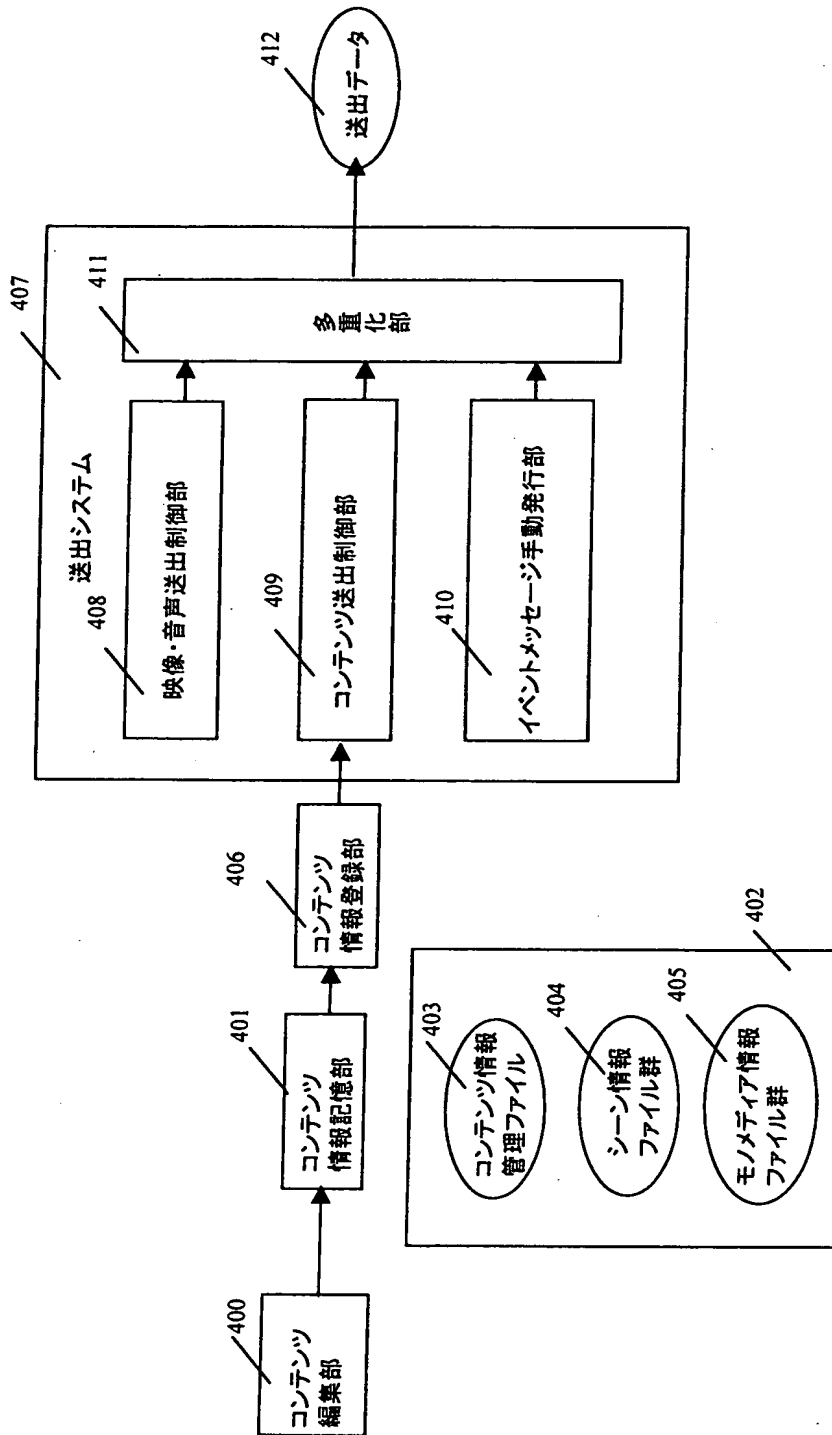 407
送出システム
408
映像・音声送出制御部
409
コンテンツ送出制御部
410
イベントメッセージ手動発行部
411
多重化部
412
送出データ
400
コンテンツ
編集部
401
コンテンツ
情報記憶部
406
コンテンツ
情報登録部
402
403
コンテンツ情報
管理ファイル
404
シーン情報
ファイル群
405
モノメディア情報
ファイル群